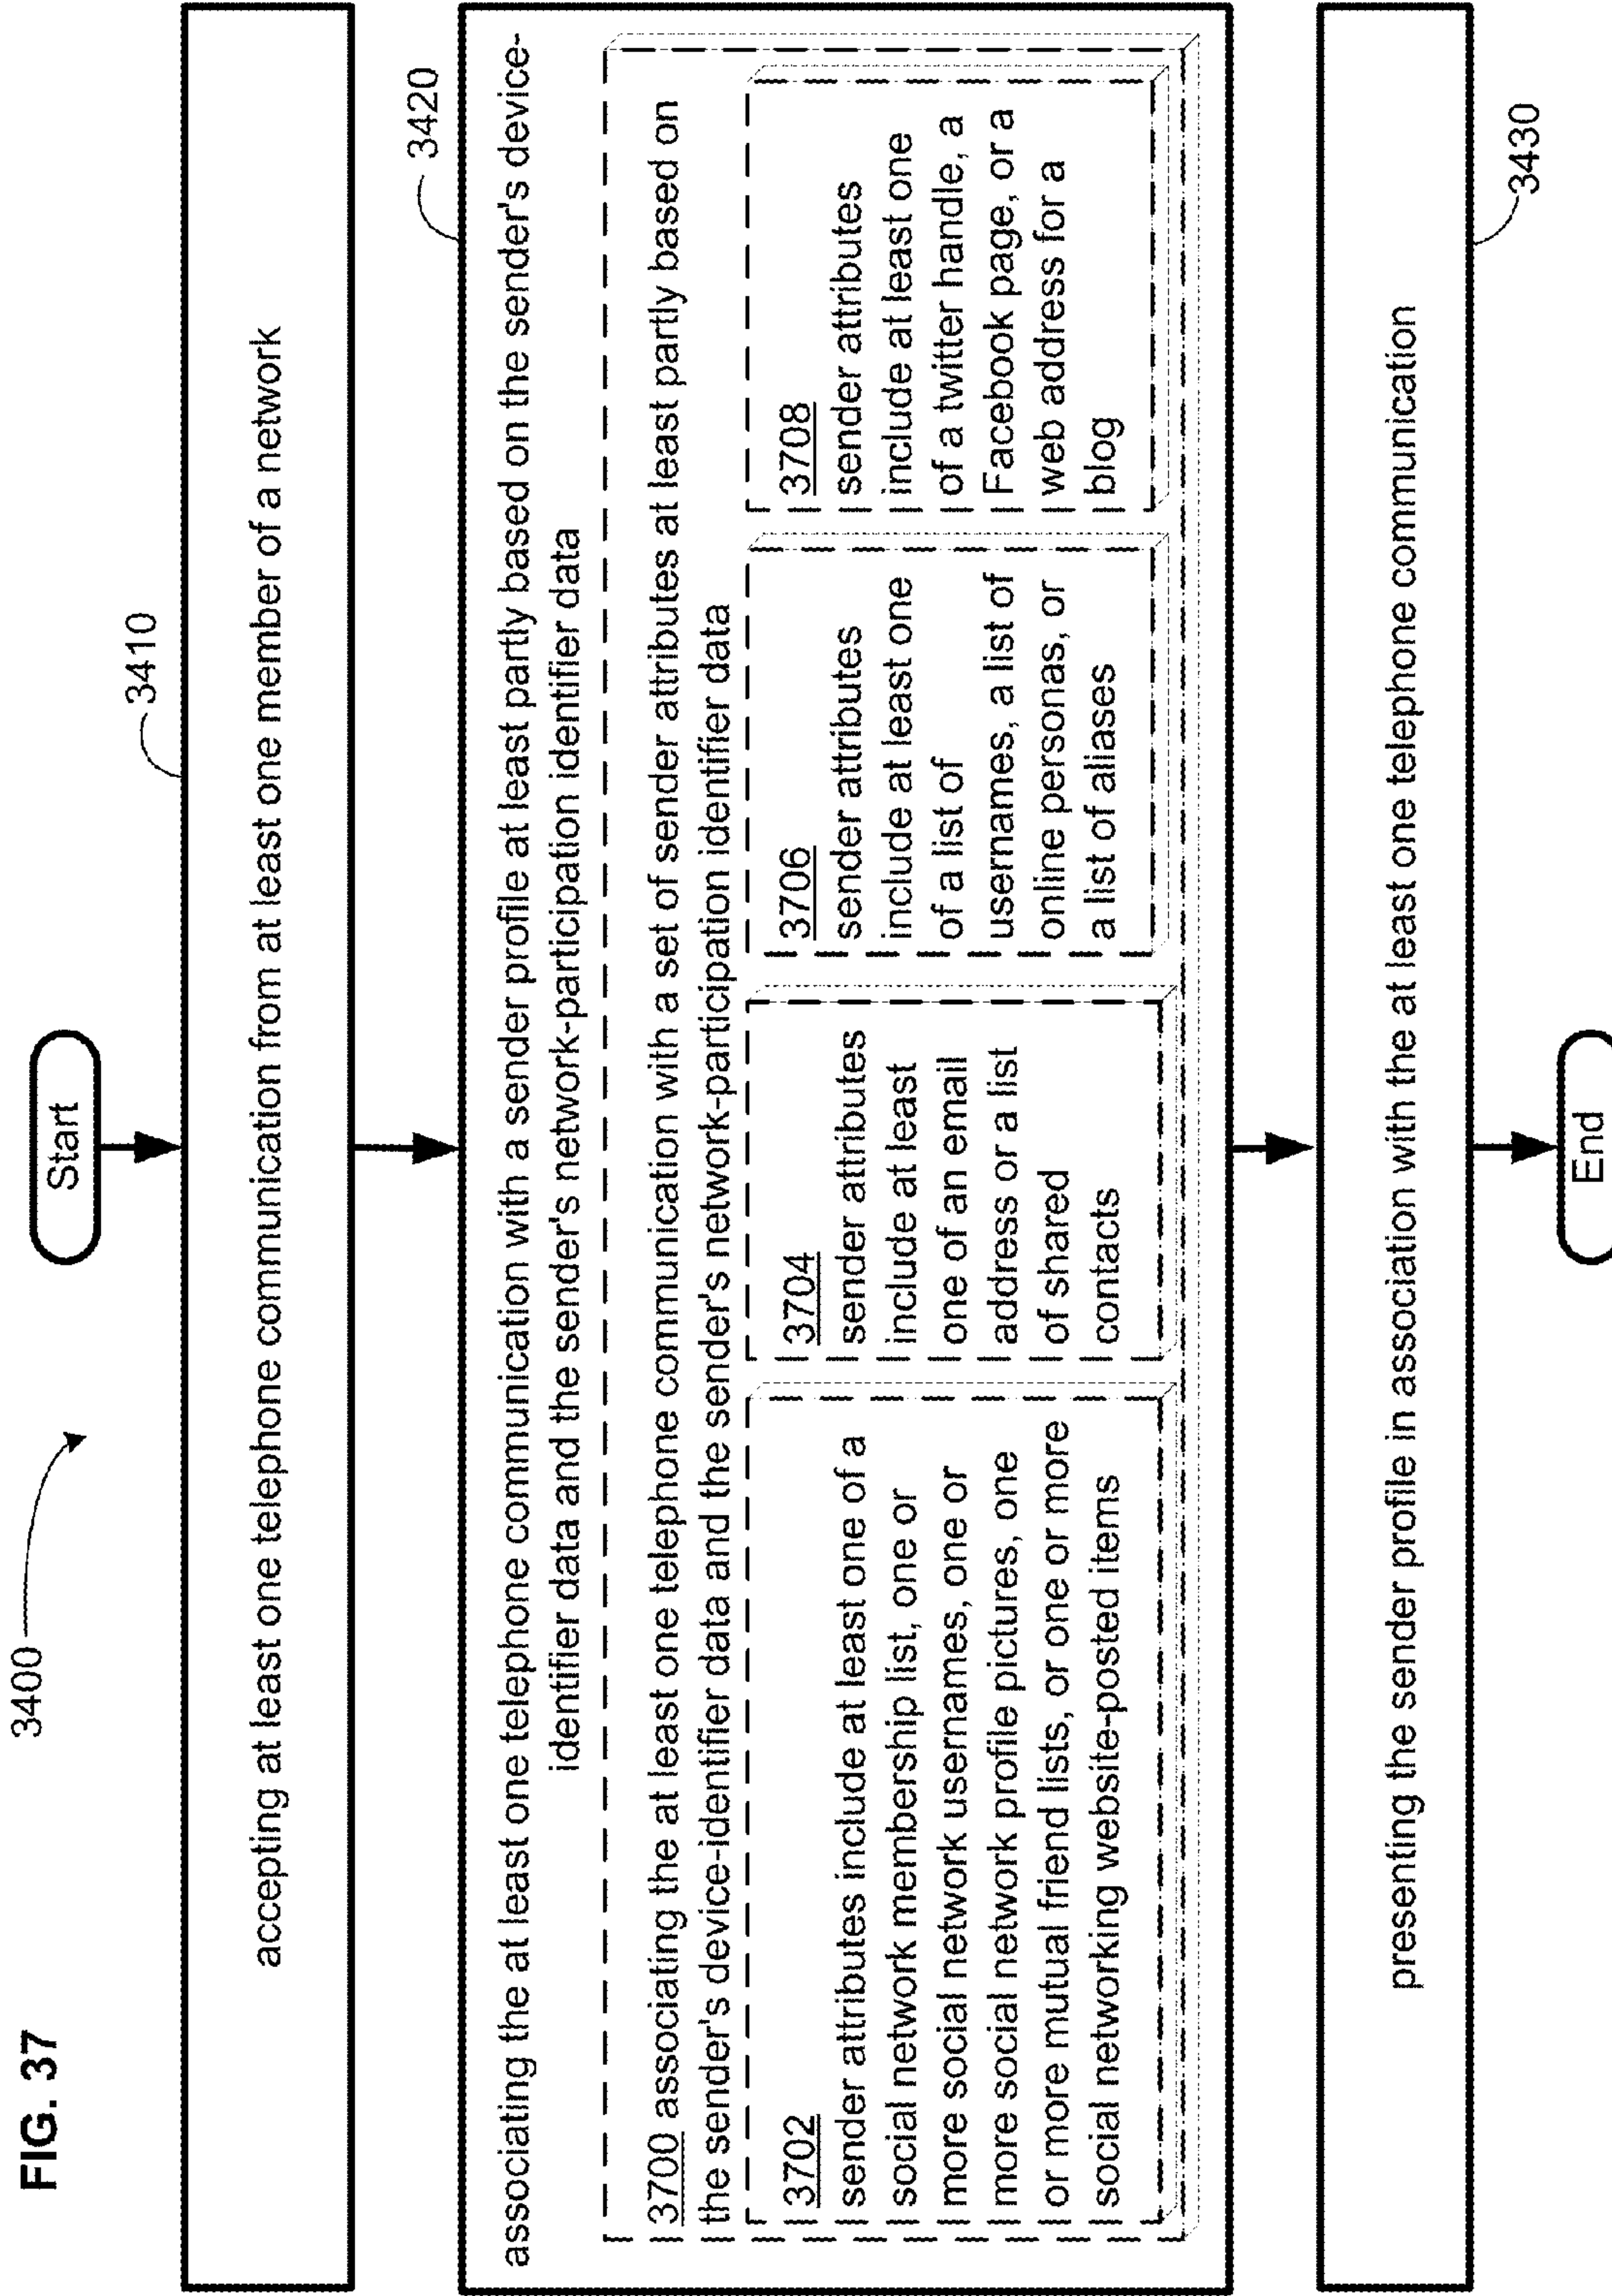 FIG. 37
3400
Start
3410
accepting at least one telephone communication from at least one member of a network
3420
associating the at least one telephone communication with a sender profile at least partly based on the sender's device-
identifier data and the sender's network-participation identifier data
3700 associating the at least one telephone communication with a set of sender attributes at least partly based on
the sender's device-identifier data and the sender's network-participation identifier data
3702
sender attributes include at least one of a
social network membership list, one or
more social network usernames, one or
more social network profile pictures, one
or more mutual friend lists, or one or more
social networking website-posted items
3704
sender attributes
include at least
one of an email
address or a list
of shared
contacts
3706
sender attributes
include at least one
of a list of
usernames, a list of
online personas, or
a list of aliases
3708
sender attributes
include at least one
of a twitter handle, a
Facebook page, or a
web address for a
blog
presenting the sender profile in association with the at least one telephone communication
3430
End